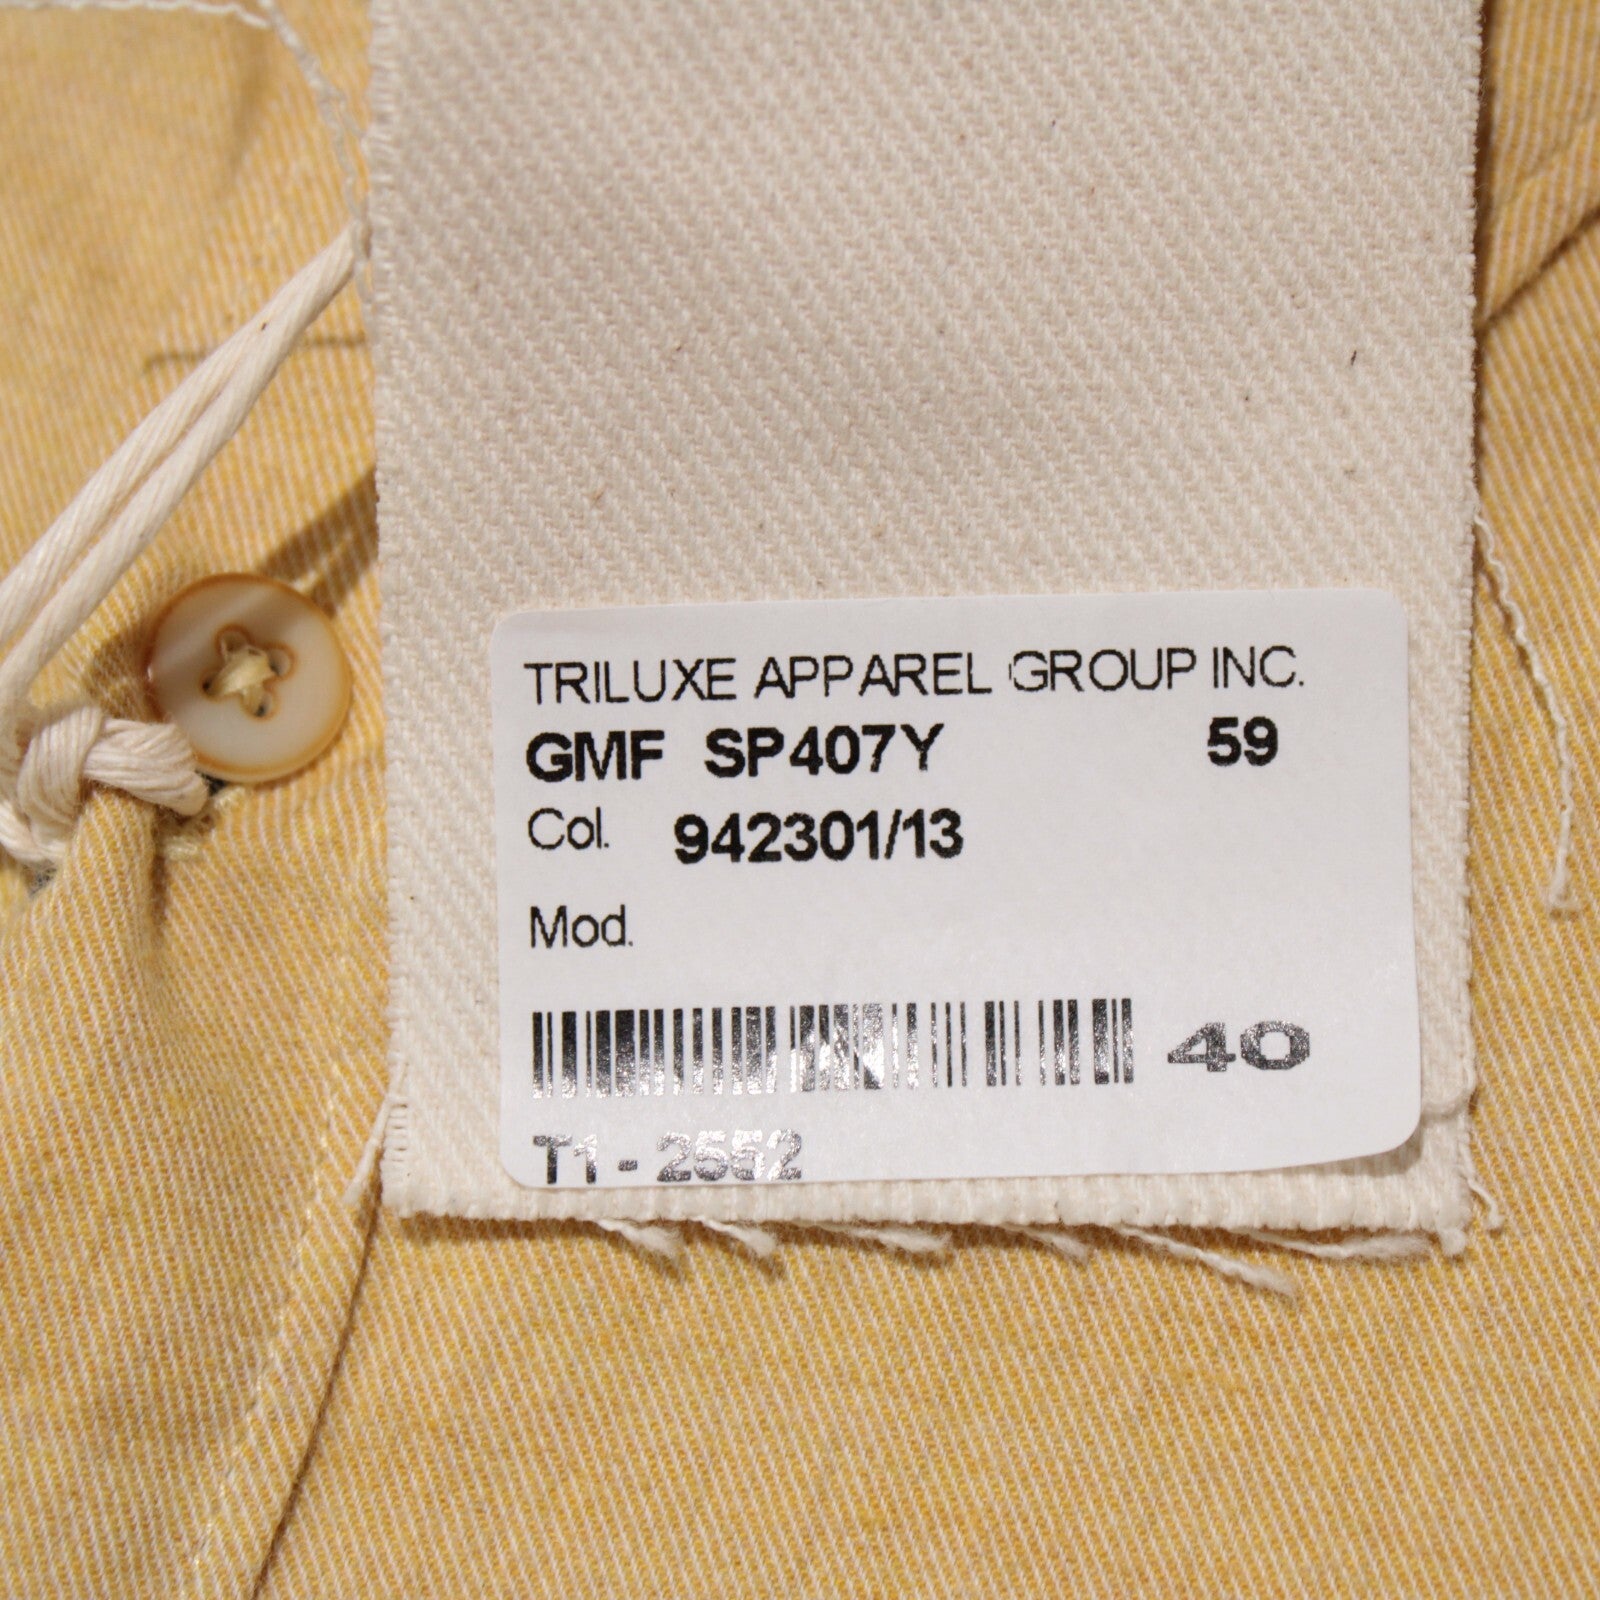 TRILUXE APPAREL GROUP INC.
GMF SP407Y 59
Col. 942301/13
Mod.
40
T1 - 2552